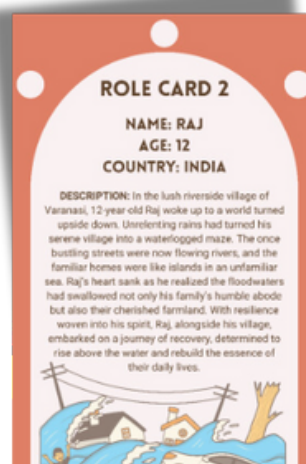 ROLE CARD 2
NAME: RAJ
AGE: 12
COUNTRY: INDIA
DESCRIPTION: In the lush riverside village of
Varanasi, 12-year-old Raj woke up to a world turned
upside down. Unrelenting rains had turned his
serene village into a waterlogged maze. The once
bustling streets were now flowing rivers, and the
familiar homes were like islands in an unfamiliar
sea. Raj's heart sank as he realized the floodwaters
had swallowed not only his family's humble abode
but also their cherished farmland. With resilience
woven into his spirit, Raj, alongside his village,
embarked on a journey of recovery, determined to
rise above the water and rebuild the essence of
their daily lives.